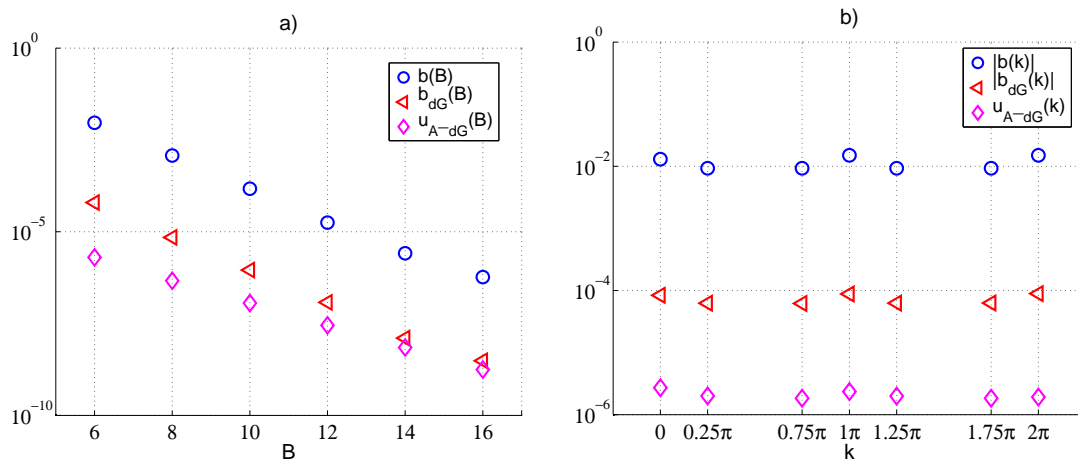 a)
10^0
10^-5
10^-10
b(B)
b_dG(B)
u_A-dG(B)
6 8 10 12 14 16
B
b)
10^0
10^-2
10^-4
10^-6
|b(k)|
|b_dG(k)|
u_A-dG(k)
0 0.25π 0.75π 1π 1.25π 1.75π 2π
k